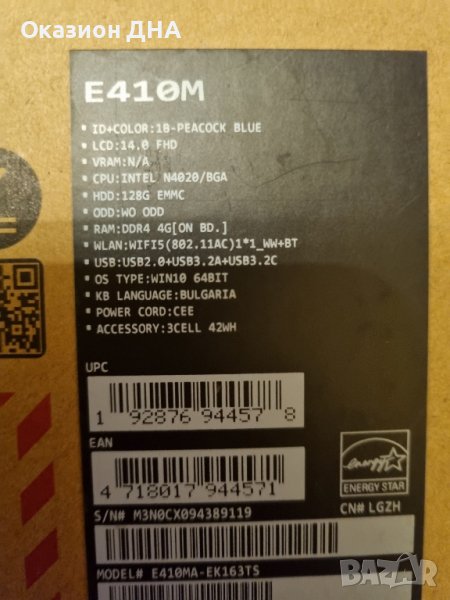 Оказион ДНА
E410M
• ID+COLOR:1B-PEACOCK BLUE
• LCD:14.0 FHD
• VRAM:N/A
• CPU:INTEL N4020/BGA
• HDD:128G EMMC
• ODD:WO ODD
• RAM:DDR4 4G[ON BD.]
• WLAN:WIFI5(802.11AC)1*1_WW+BT
• USB:USB2.0+USB3.2A+USB3.2C
• OS TYPE:WIN10 64BIT
• KB LANGUAGE:BULGARIA
• POWER CORD:CEE
• ACCESSORY:3CELL 42WH
UPC
1 92876 94457 8
EAN
4 718017 944571
energy
ENERGY STAR
S/N# M3N0CX094389119
CN# LGZH
MODEL# E410MA-EK163TS
BAZAR